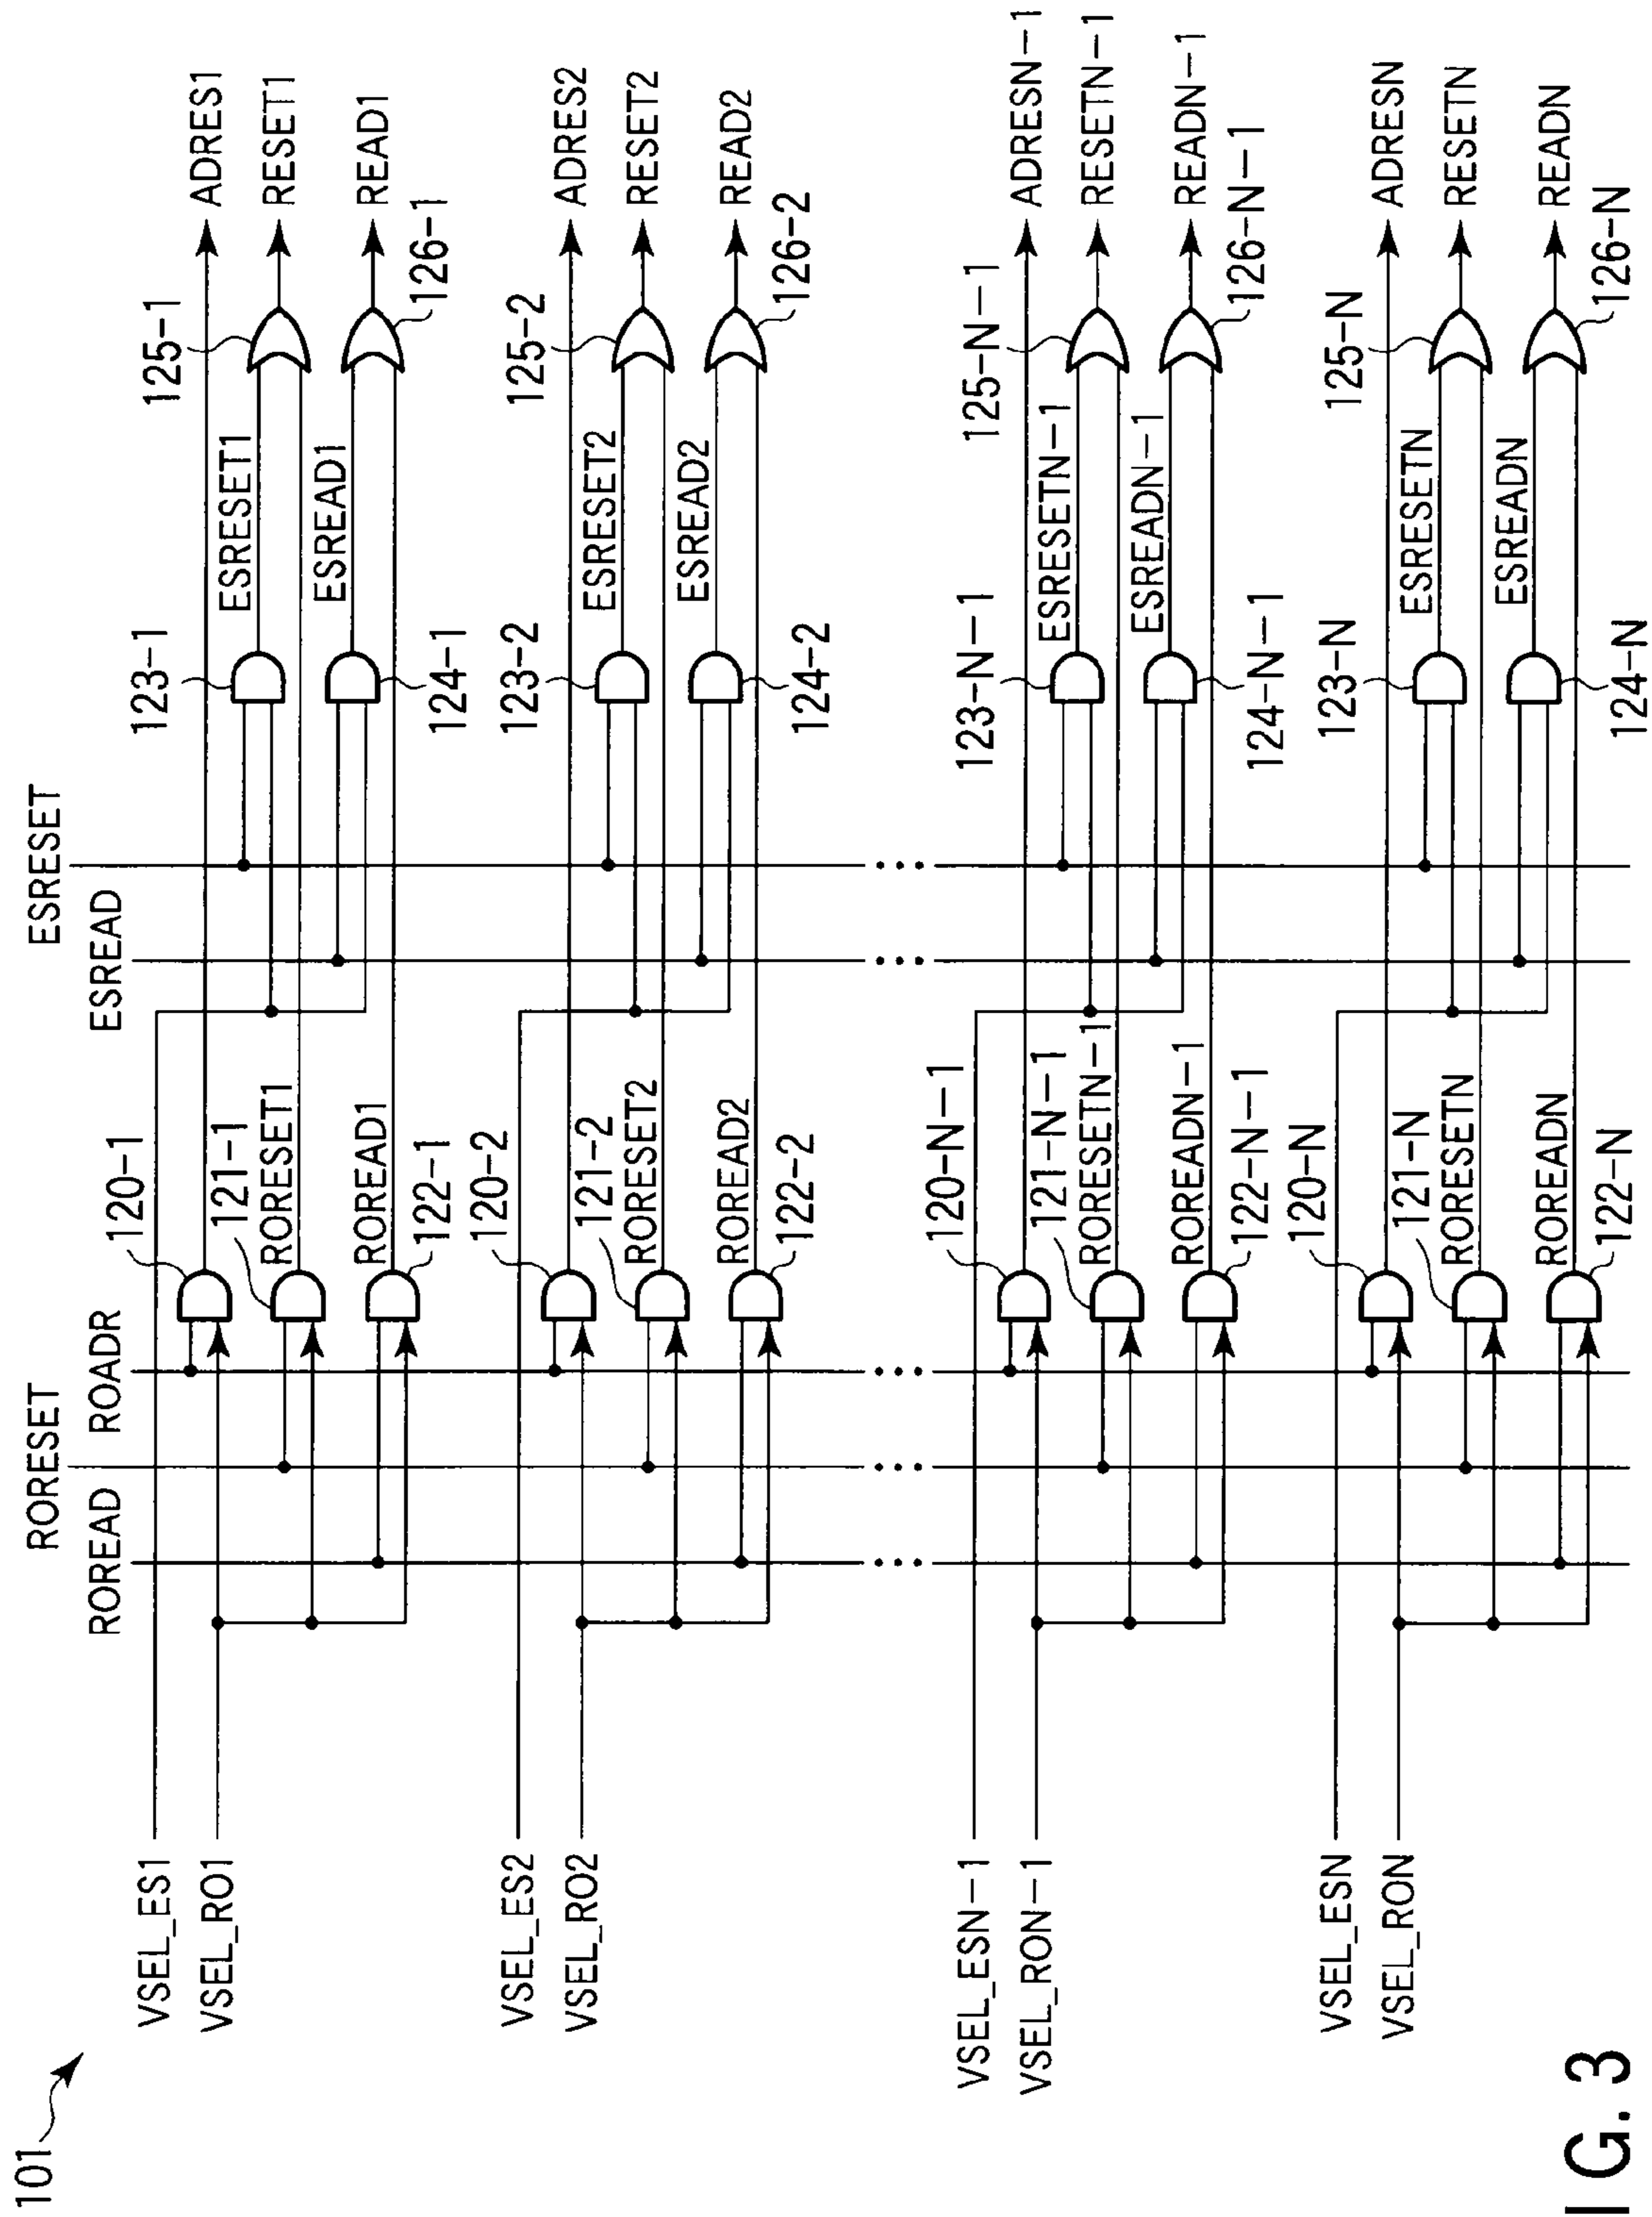 101
RORESET
ESRESET
ROREAD
ROADR
ESREAD
VSEL_ES1
VSEL_RO1
120-1
121-1
RORESET1
ROREAD1
122-1
123-1
ESRESET1
ESREAD1
124-1
125-1
126-1
ADRES1
RESET1
READ1
VSEL_ES2
VSEL_RO2
120-2
121-2
RORESET2
ROREAD2
122-2
123-2
ESRESET2
ESREAD2
124-2
125-2
126-2
ADRES2
RESET2
READ2
VSEL_ESN-1
VSEL_RON-1
120-N-1
121-N-1
RORESETN-1
ROREADN-1
122-N-1
123-N-1
ESRESETN-1
ESREADN-1
124-N-1
125-N-1
126-N-1
ADRESN-1
RESETN-1
READN-1
VSEL_ESN
VSEL_RON
120-N
121-N
RORESETN
ROREADN
122-N
123-N
ESRESETN
ESREADN
124-N
125-N
126-N
ADRESN
RESETN
READN
IG. 3